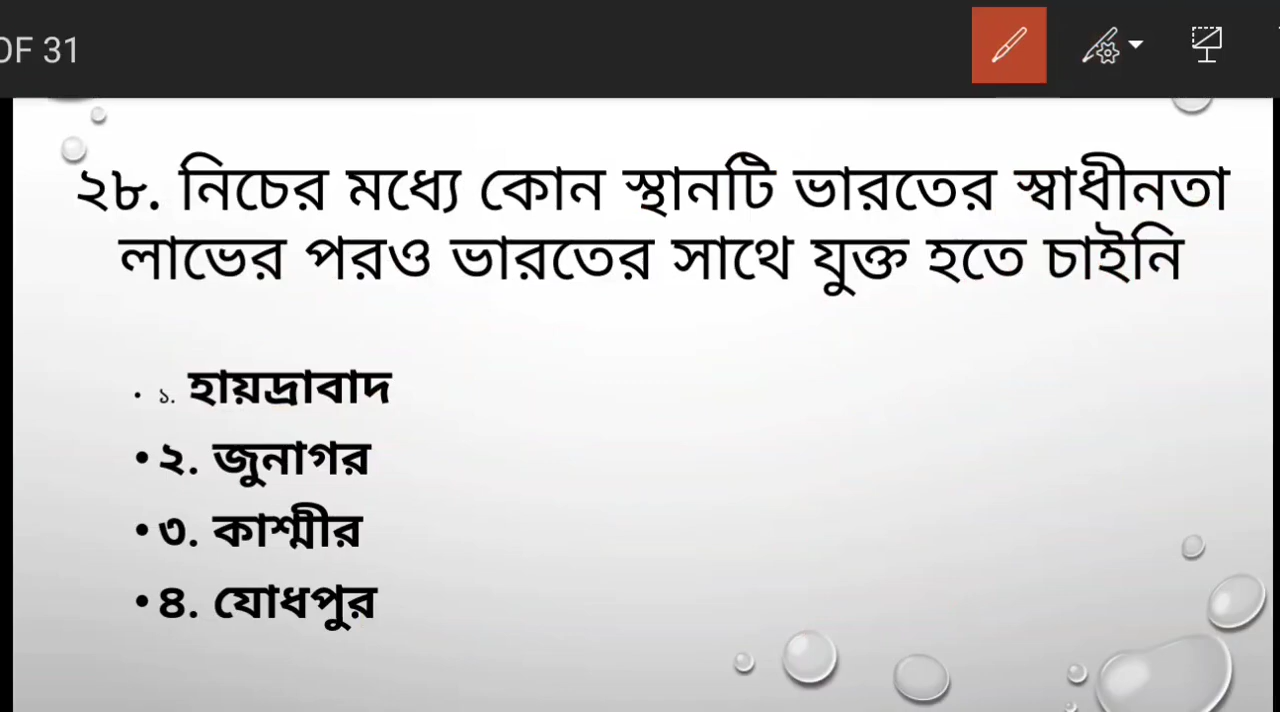 OF 31
২৮. নিচের মধ্যে কোন স্থানটি ভারতের স্বাধীনতা
লাভের পরও ভারতের সাথে যুক্ত হতে চাইনি
• ১. হায়দ্রাবাদ
• ২. জুনাগর
• ৩. কাশ্মীর
• ৪. যোধপুর